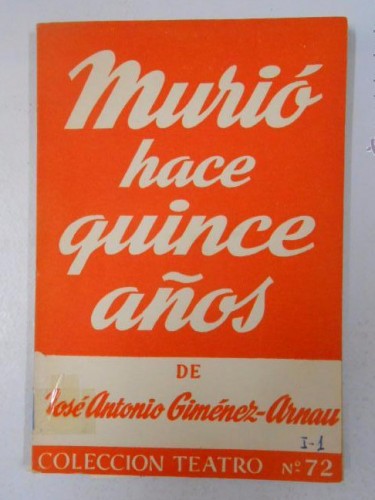 Murió
hace
quince
años
DE
José Antonio Giménez-Arnau
I-1
COLECCION TEATRO Nº 72